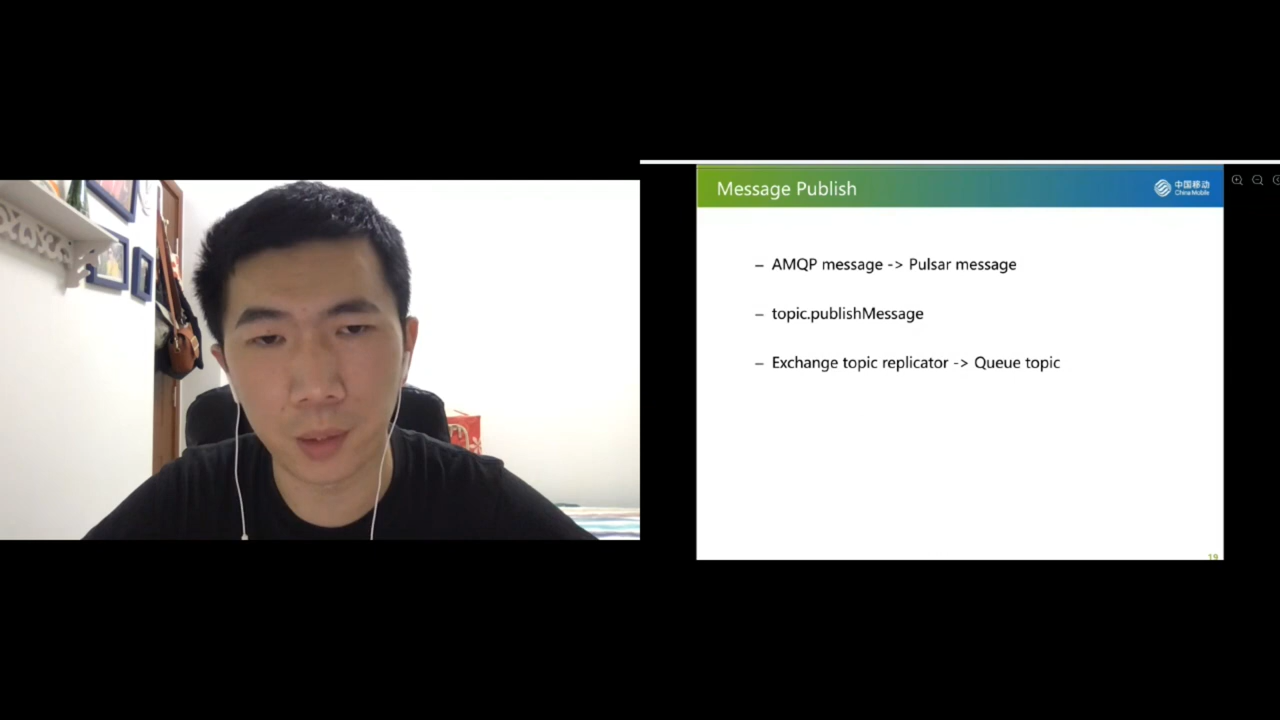 Message Publish
中国移动
China Mobile
– AMQP message -> Pulsar message
– topic.publishMessage
– Exchange topic replicator -> Queue topic
19